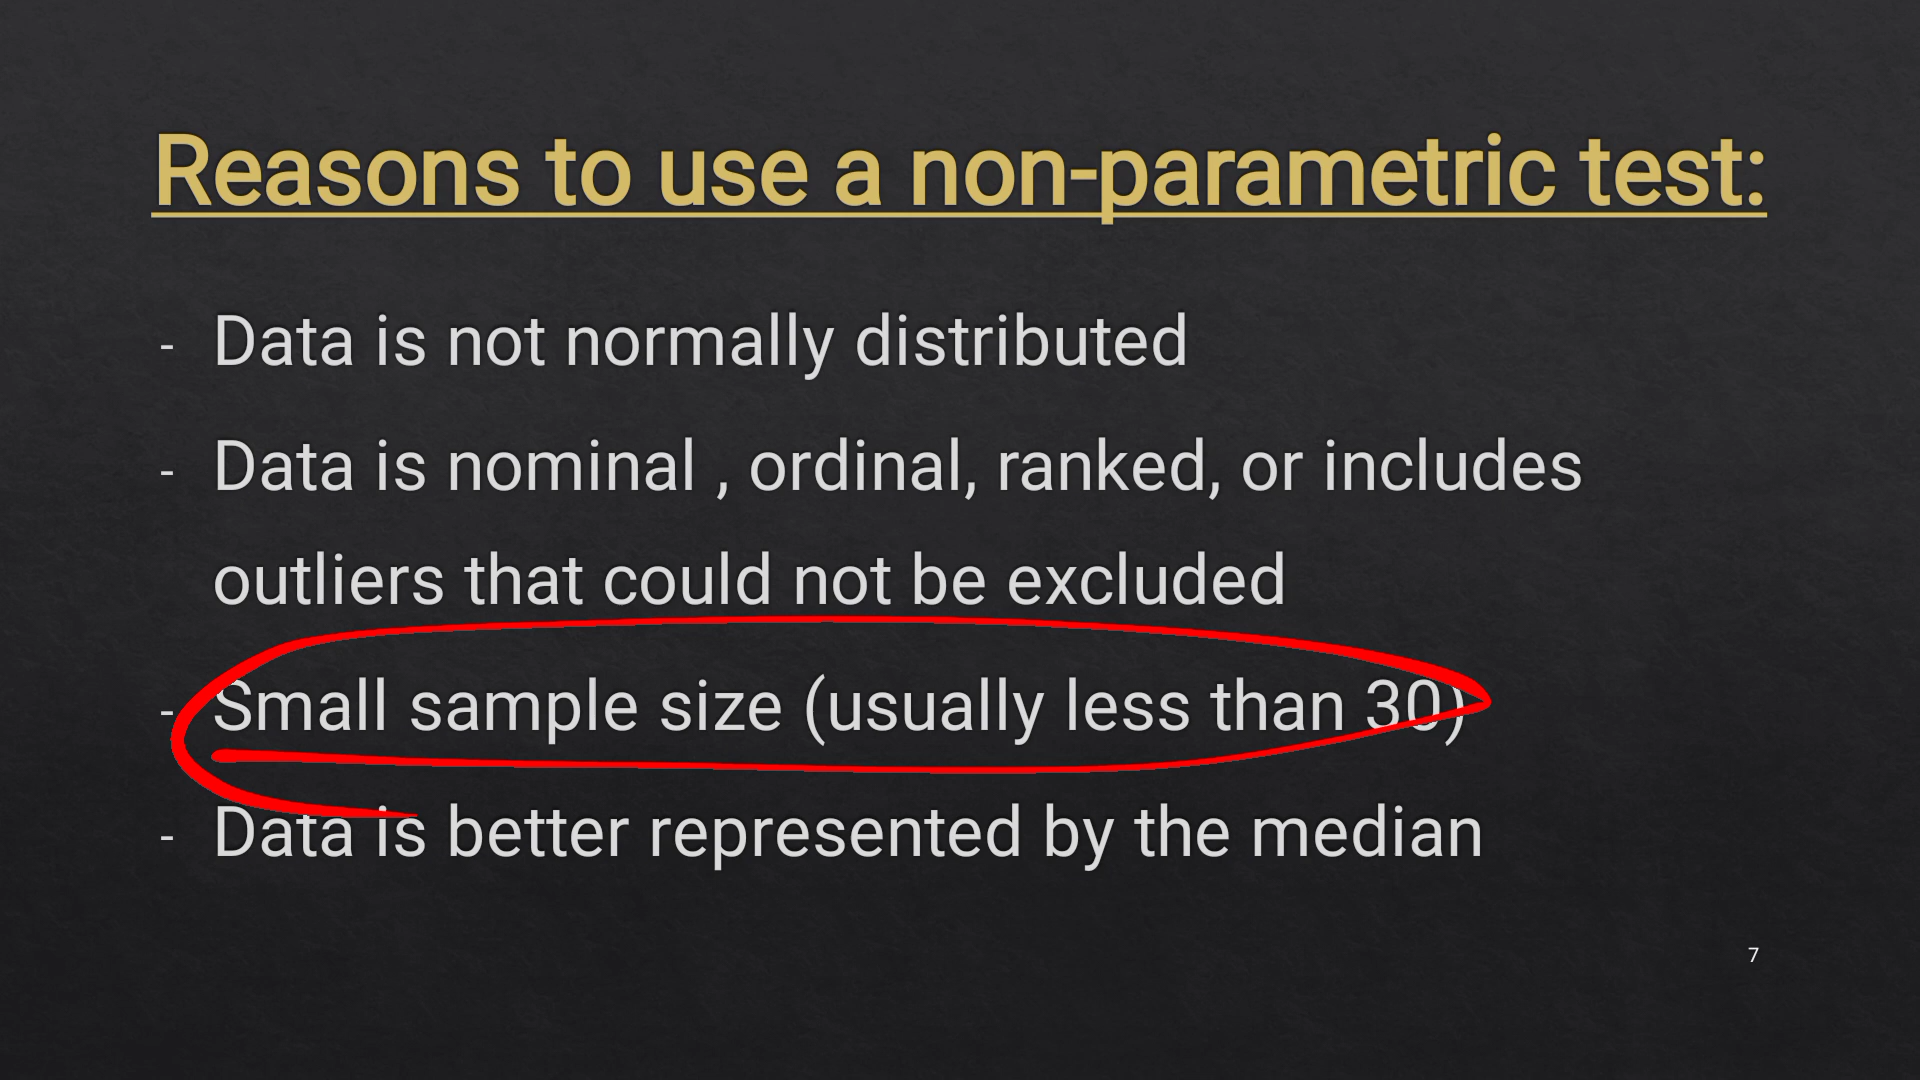 Reasons to use a non-parametric test:
- Data is not normally distributed
- Data is nominal , ordinal, ranked, or includes
outliers that could not be excluded
- Small sample size (usually less than 30)
- Data is better represented by the median
7